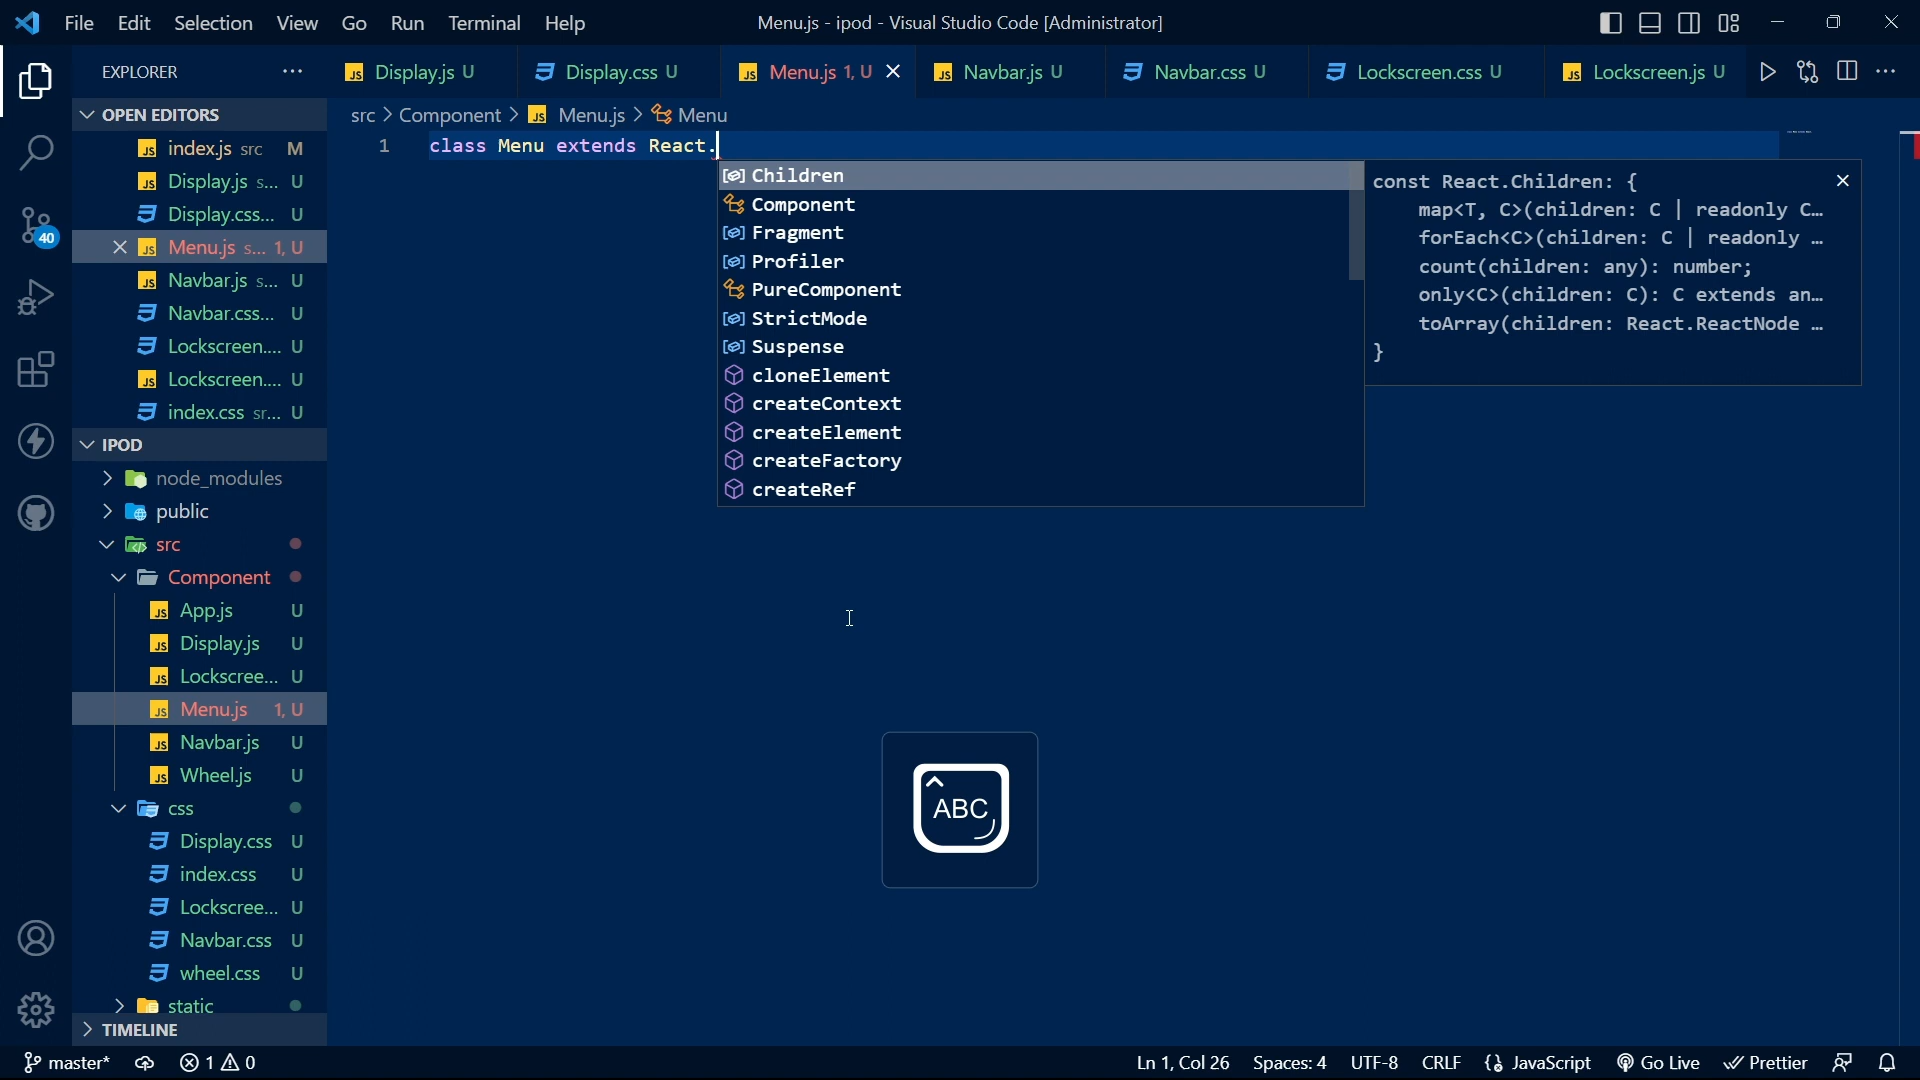 File Edit Selection View Go Run Terminal Help
Menu.js - ipod - Visual Studio Code [Administrator]
EXPLORER
Display.js U
Display.css U
Menu.js 1, U
Navbar.js U
Navbar.css U
Lockscreen.css U
Lockscreen.js U
OPEN EDITORS
index.js src M
Display.js s... U
Display.css... U
Menu.js s... 1, U
Navbar.js s... U
Navbar.css... U
Lockscreen.... U
Lockscreen.... U
index.css sr... U
40
IPOD
node_modules
public
src
Component
App.js U
Display.js U
Lockscree... U
Menu.js 1, U
Navbar.js U
Wheel.js U
css
Display.css U
index.css U
Lockscree... U
Navbar.css U
wheel.css U
static
TIMELINE
src > Component > Menu.js > Menu
1 class Menu extends React.
Children
Component
Fragment
Profiler
PureComponent
StrictMode
Suspense
cloneElement
createContext
createElement
createFactory
createRef
const React.Children: {
map<T, C>(children: C | readonly C...
forEach<C>(children: C | readonly ...
count(children: any): number;
only<C>(children: C): C extends an...
toArray(children: React.ReactNode ...
}
ABC
master* 1 0
Ln 1, Col 26 Spaces: 4 UTF-8 CRLF JavaScript Go Live Prettier